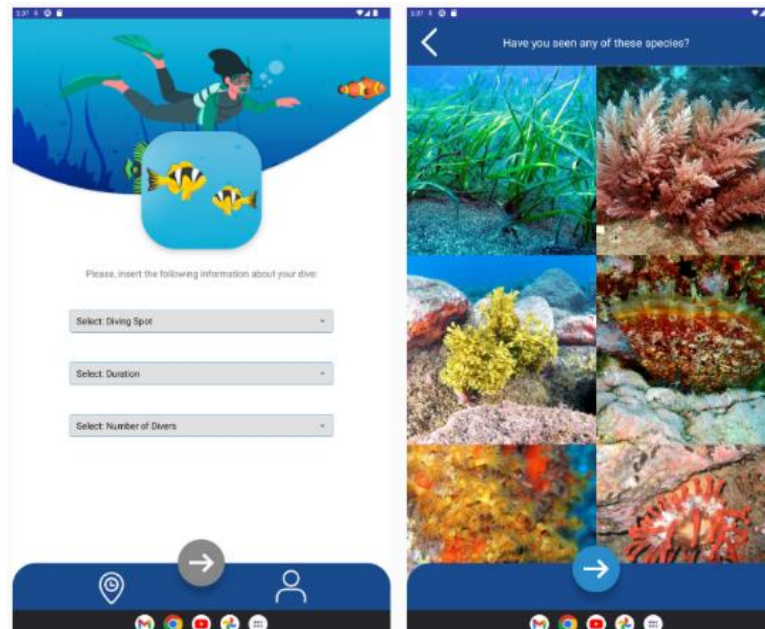 Please, insert the following information about your dive:
Select: Diving Spot
Select: Duration
Select: Number of Divers
Have you seen any of these species?